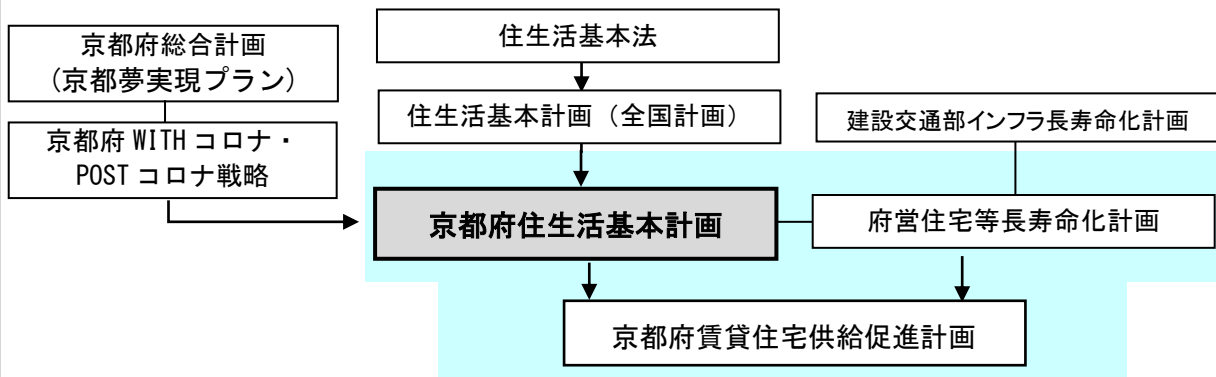 京都府総合計画
(京都夢実現プラン)
京都府 WITH コロナ・
POST コロナ戦略
住生活基本法
住生活基本計画（全国計画）
建設交通部インフラ長寿命化計画
京都府住生活基本計画
府営住宅等長寿命化計画
京都府賃貸住宅供給促進計画